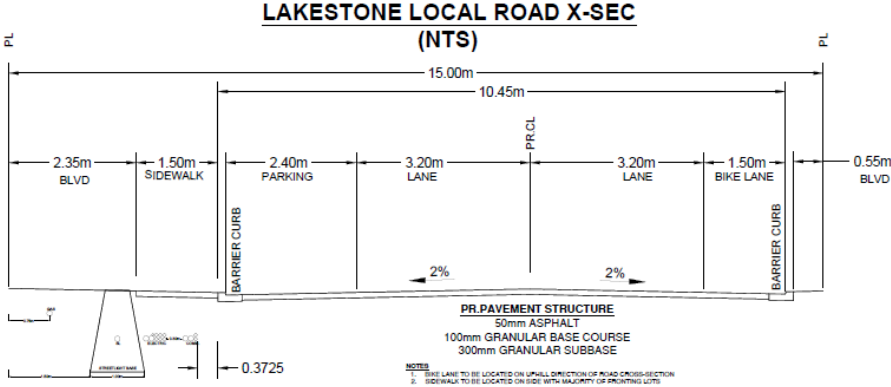 LAKESTONE LOCAL ROAD X-SEC
(NTS)
PL
PL
15.00m
10.45m
PR.CL
2.35m
BLVD
1.50m
SIDEWALK
2.40m
PARKING
3.20m
LANE
3.20m
LANE
1.50m
BIKE LANE
0.55m
BLVD
BARRIER CURB
BARRIER CURB
2%
2%
PR.PAVEMENT STRUCTURE
50mm ASPHALT
100mm GRANULAR BASE COURSE
300mm GRANULAR SUBBASE
STREETLIGHT BASE
0.3725
NOTES
1. BIKE LANE TO BE LOCATED ON UPHILL DIRECTION OF ROAD CROSS-SECTION
2. SIDEWALK TO BE LOCATED ON SIDE WITH MAJORITY OF FRONTING LOTS